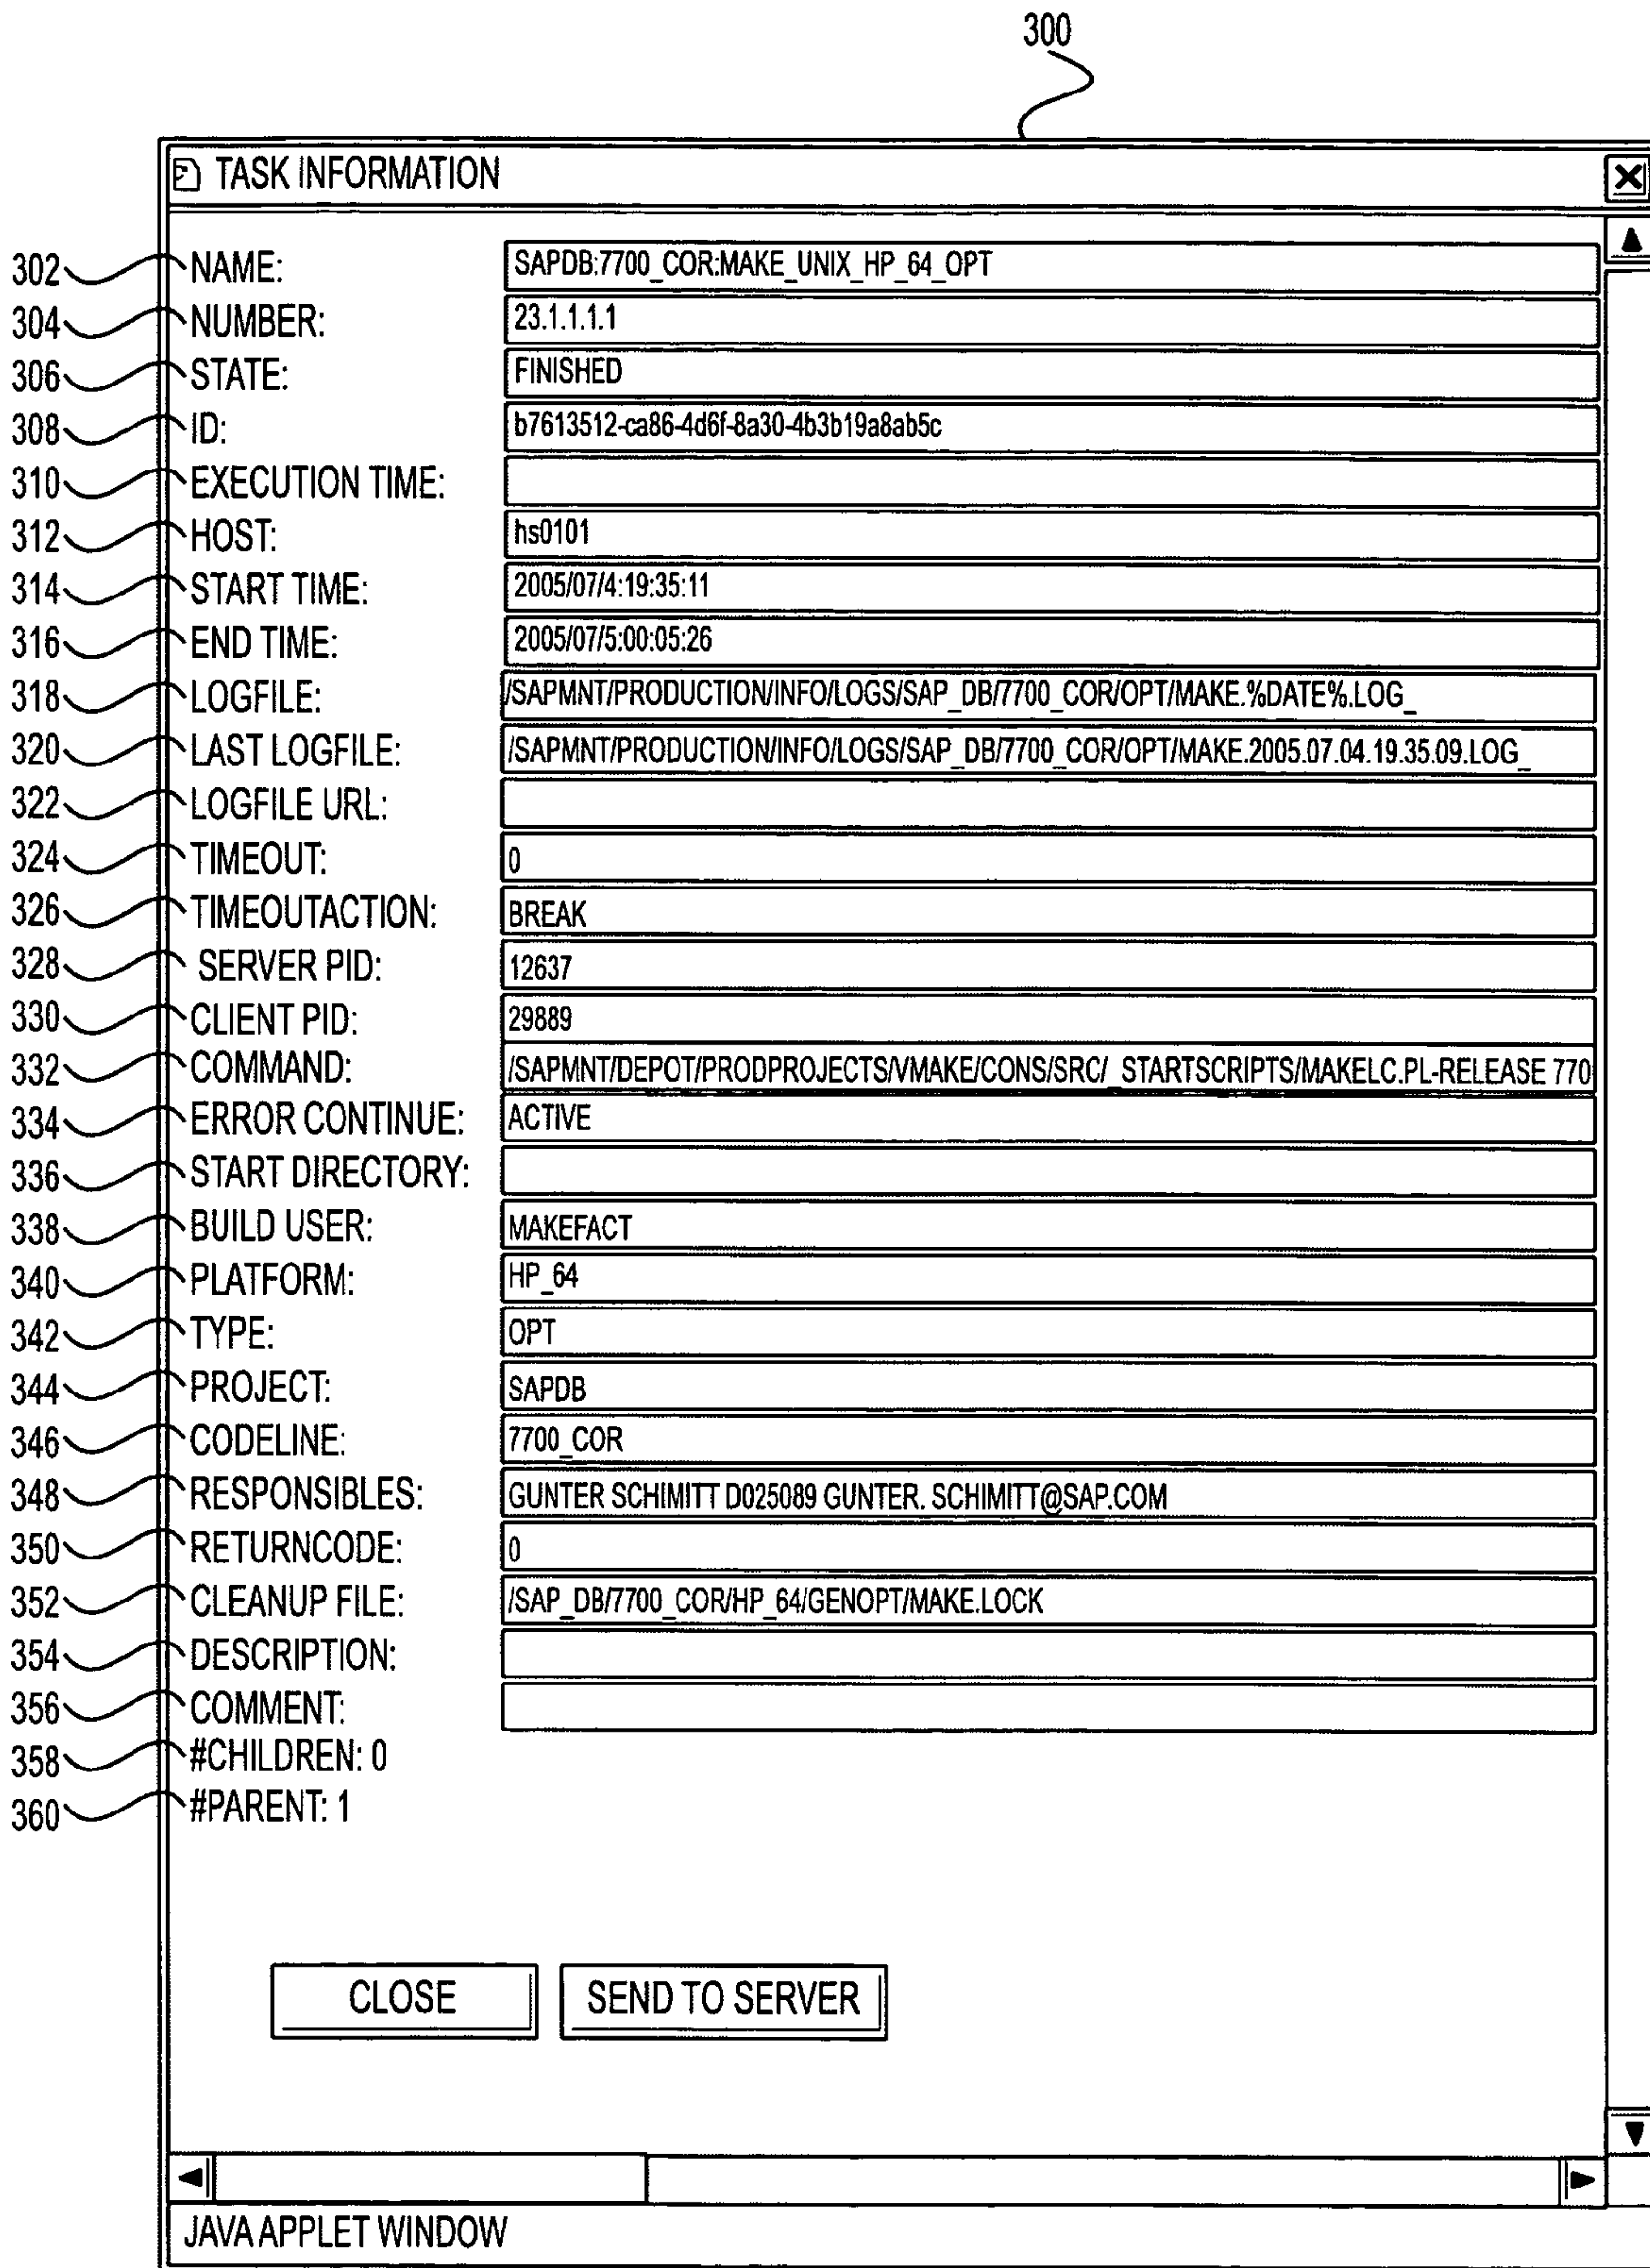 300
TASK INFORMATION
302 NAME: SAPDB:7700_COR:MAKE_UNIX_HP_64_OPT
304 NUMBER: 23.1.1.1.1
306 STATE: FINISHED
308 ID: b7613512-ca86-4d6f-8a30-4b3b19a8ab5c
310 EXECUTION TIME:
312 HOST: hs0101
314 START TIME: 2005/07/4:19:35:11
316 END TIME: 2005/07/5:00:05:26
318 LOGFILE: /SAPMNT/PRODUCTION/INFO/LOGS/SAP_DB/7700_COR/OPT/MAKE.%DATE%.LOG_
320 LAST LOGFILE: /SAPMNT/PRODUCTION/INFO/LOGS/SAP_DB/7700_COR/OPT/MAKE.2005.07.04.19.35.09.LOG_
322 LOGFILE URL:
324 TIMEOUT: 0
326 TIMEOUTACTION: BREAK
328 SERVER PID: 12637
330 CLIENT PID: 29889
332 COMMAND: /SAPMNT/DEPOT/PRODPROJECTS/VMAKE/CONS/SRC/_STARTSCRIPTS/MAKELC.PL-RELEASE 770
334 ERROR CONTINUE: ACTIVE
336 START DIRECTORY:
338 BUILD USER: MAKEFACT
340 PLATFORM: HP_64
342 TYPE: OPT
344 PROJECT: SAPDB
346 CODELINE: 7700_COR
348 RESPONSIBLES: GUNTER SCHIMITT D025089 GUNTER. SCHIMITT@SAP.COM
350 RETURNCODE: 0
352 CLEANUP FILE: /SAP_DB/7700_COR/HP_64/GENOPT/MAKE.LOCK
354 DESCRIPTION:
356 COMMENT:
358 #CHILDREN: 0
360 #PARENT: 1
CLOSE SEND TO SERVER
JAVA APPLET WINDOW